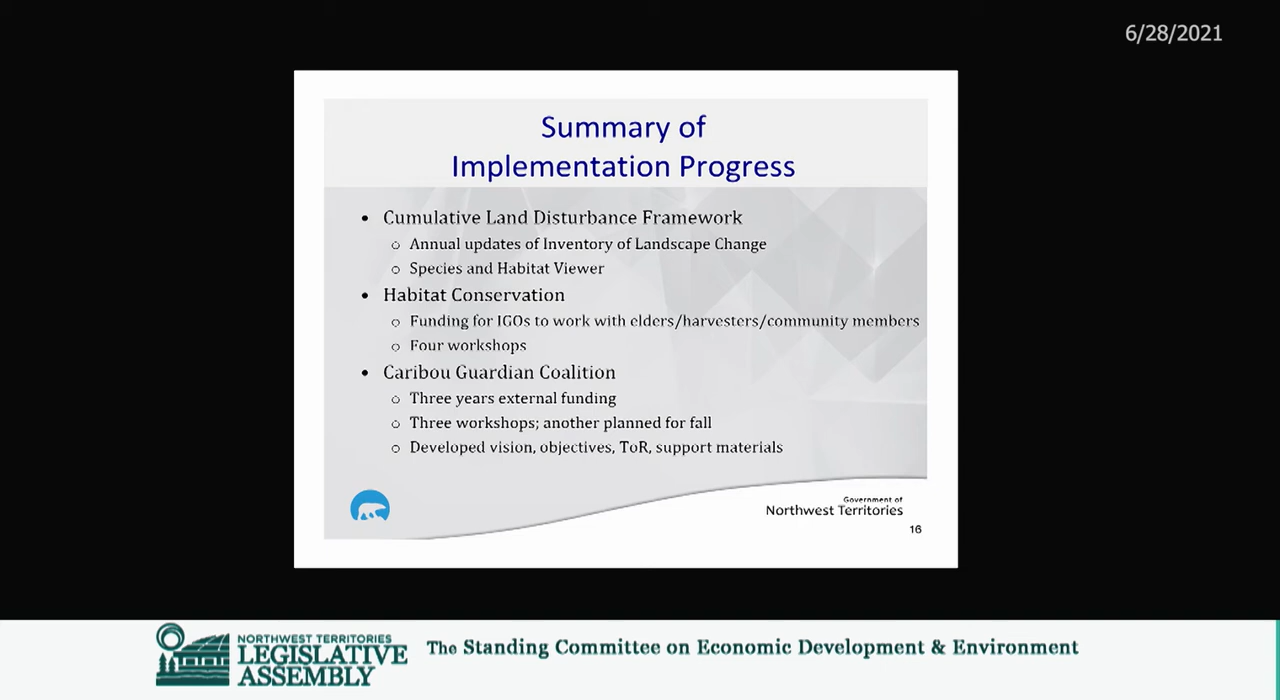 6/28/2021
Summary of
Implementation Progress
• Cumulative Land Disturbance Framework
o Annual updates of Inventory of Landscape Change
o Species and Habitat Viewer
• Habitat Conservation
o Funding for IGOs to work with elders/harvesters/community members
o Four workshops
• Caribou Guardian Coalition
o Three years external funding
o Three workshops; another planned for fall
o Developed vision, objectives, ToR, support materials
Government of
Northwest Territories
16
NORTHWEST TERRITORIES
LEGISLATIVE
ASSEMBLY
The Standing Committee on Economic Development & Environment